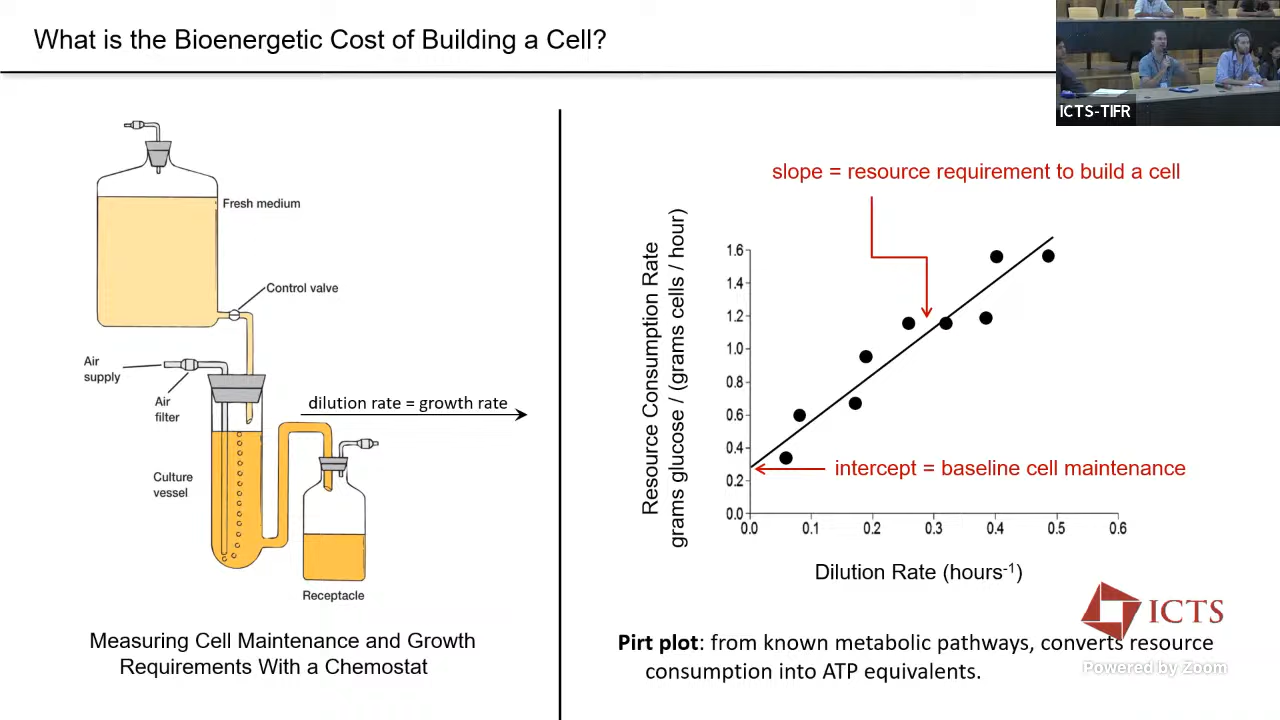 What is the Bioenergetic Cost of Building a Cell?
ICTS-TIFR
Fresh medium
Control valve
Air
supply
Air
filter
dilution rate = growth rate
Culture
vessel
Receptacle
Measuring Cell Maintenance and Growth
Requirements With a Chemostat
slope = resource requirement to build a cell
Resource Consumption Rate
grams glucose / (grams cells / hour)
1.6
1.4
1.2
1.0
0.8
0.6
0.4
0.2
0.0
intercept = baseline cell maintenance
0.0 0.1 0.2 0.3 0.4 0.5 0.6
Dilution Rate (hours-1)
ICTS
Pirt plot: from known metabolic pathways, converts resource
consumption into ATP equivalents.
Powered by Zoom